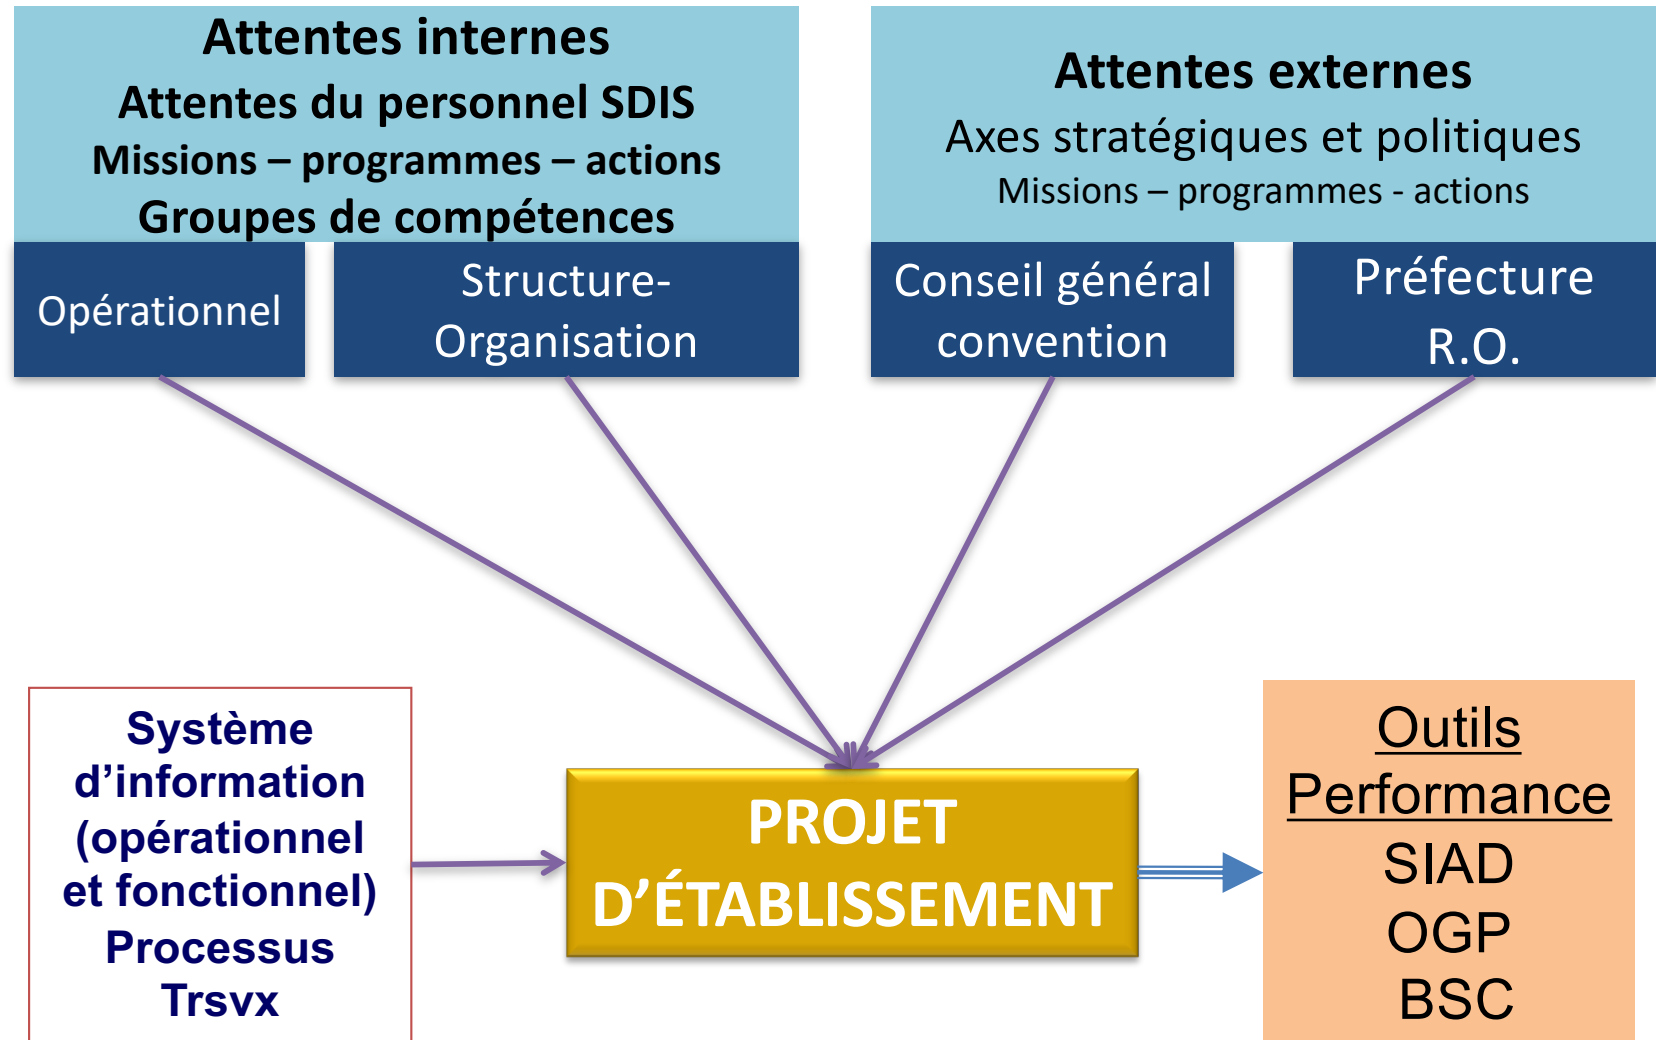 Attentes internes
Attentes du personnel SDIS
Missions – programmes – actions
Groupes de compétences
Opérationnel
Structure-
Organisation
Attentes externes
Axes stratégiques et politiques
Missions – programmes - actions
Conseil général
convention
Préfecture
R.O.
Système
d’information
(opérationnel
et fonctionnel)
Processus
Trsvx
PROJET
D’ÉTABLISSEMENT
Outils
Performance
SIAD
OGP
BSC